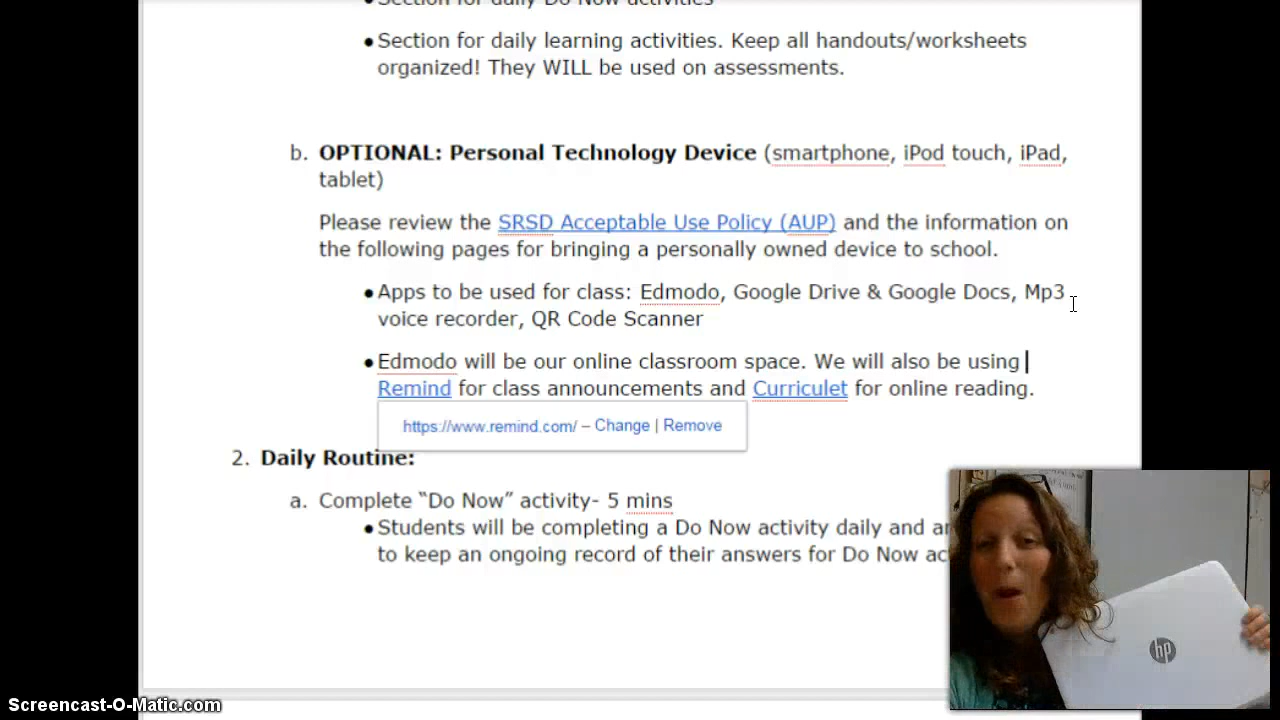 Section for daily Do Now activities
Section for daily learning activities. Keep all handouts/worksheets
organized! They WILL be used on assessments.
b. OPTIONAL: Personal Technology Device (smartphone, iPod touch, iPad,
tablet)
Please review the SRSD Acceptable Use Policy (AUP) and the information on
the following pages for bringing a personally owned device to school.
Apps to be used for class: Edmodo, Google Drive & Google Docs, Mp3
voice recorder, QR Code Scanner
Edmodo will be our online classroom space. We will also be using
Remind for class announcements and Curriculet for online reading.
https://www.remind.com/ – Change | Remove
2. Daily Routine:
a. Complete “Do Now” activity- 5 mins
Students will be completing a Do Now activity daily and
to keep an ongoing record of their answers for Do Now
hp
Screencast-O-Matic.com